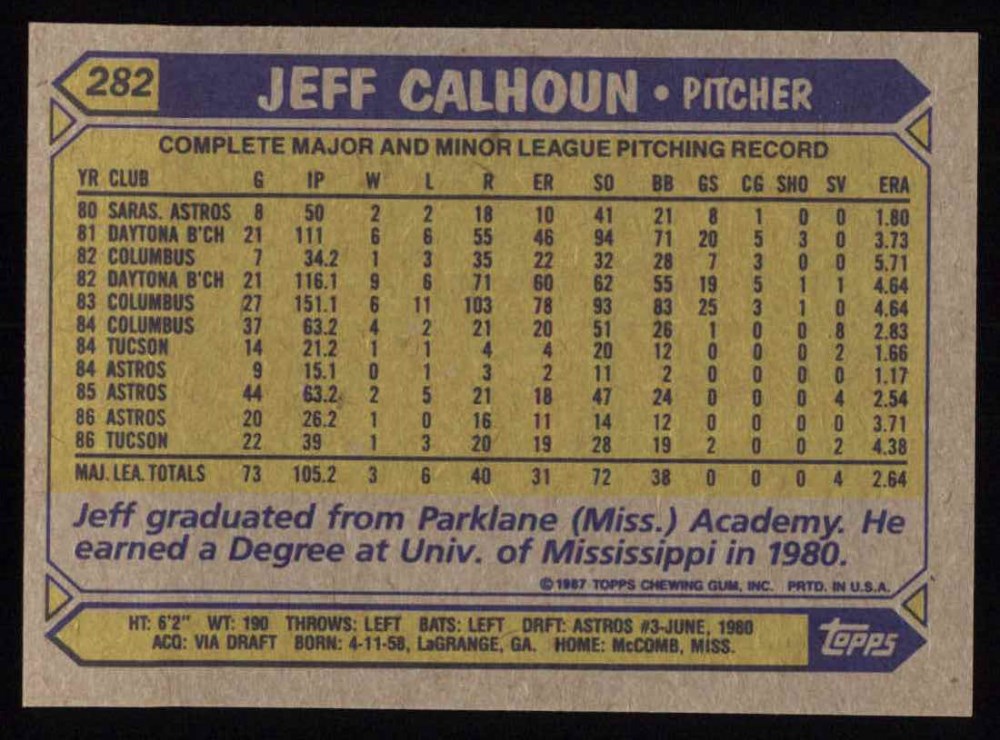 282 JEFF CALHOUN • PITCHER
COMPLETE MAJOR AND MINOR LEAGUE PITCHING RECORD
YR CLUB G IP W L R ER SO BB GS CG SHO SV ERA
80 SARAS. ASTROS 8 50 2 2 18 10 41 21 8 1 0 0 1.80
81 DAYTONA B'CH 21 111 6 6 55 46 94 71 20 5 3 0 3.73
82 COLUMBUS 7 34.2 1 3 35 22 32 28 7 3 0 0 5.71
82 DAYTONA B'CH 21 116.1 9 6 71 60 62 55 19 5 1 1 4.64
83 COLUMBUS 27 151.1 6 11 103 78 93 83 25 3 1 0 4.64
84 COLUMBUS 37 63.2 4 2 21 20 51 26 1 0 0 8 2.83
84 TUCSON 14 21.2 1 1 4 4 20 12 0 0 0 2 1.66
84 ASTROS 9 15.1 0 1 3 2 11 2 0 0 0 0 1.17
85 ASTROS 44 63.2 2 5 21 18 47 24 0 0 0 4 2.54
86 ASTROS 20 26.2 1 0 16 11 14 12 0 0 0 0 3.71
86 TUCSON 22 39 1 3 20 19 28 19 2 0 0 2 4.38
MAJ. LEA. TOTALS 73 105.2 3 6 40 31 72 38 0 0 0 4 2.64
Jeff graduated from Parklane (Miss.) Academy. He
earned a Degree at Univ. of Mississippi in 1980.
© 1987 TOPPS CHEWING GUM, INC. PRTD. IN U.S.A.
HT: 6'2" WT: 190 THROWS: LEFT BATS: LEFT DRFT: ASTROS #3-JUNE, 1980
ACQ: VIA DRAFT BORN: 4-11-58, LaGRANGE, GA. HOME: McCOMB, MISS.
topps